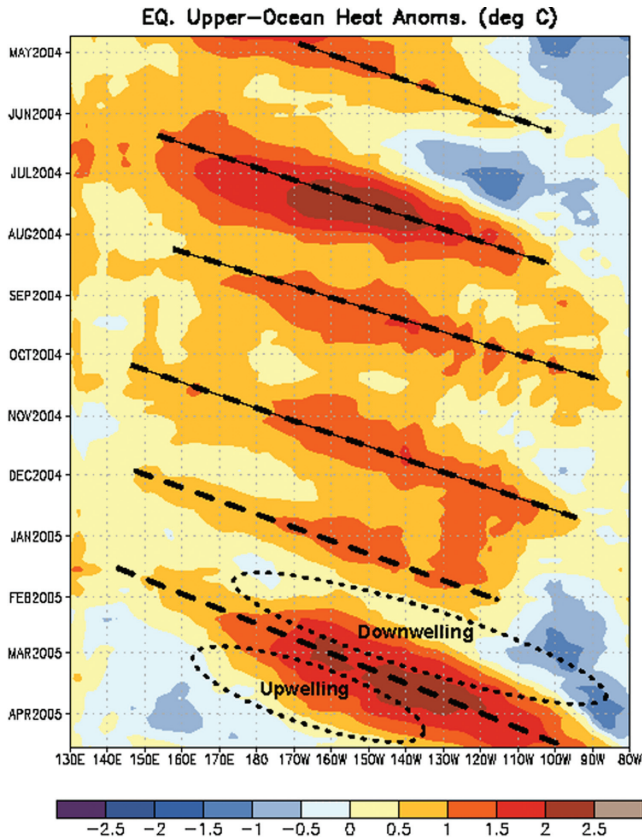 EQ. Upper-Ocean Heat Anoms. (deg C)
MAY2004
JUN2004
JUL2004
AUG2004
SEP2004
OCT2004
NOV2004
DEC2004
JAN2005
FEB2005
Downwelling
MAR2005
Upwelling
APR2005
130E 140E 150E 160E 170E 180 170W 160W 150W 140W 130W 120W 110W 100W 90W 80W
-2.5 -2 -1.5 -1 -0.5 0 0.5 1 1.5 2 2.5